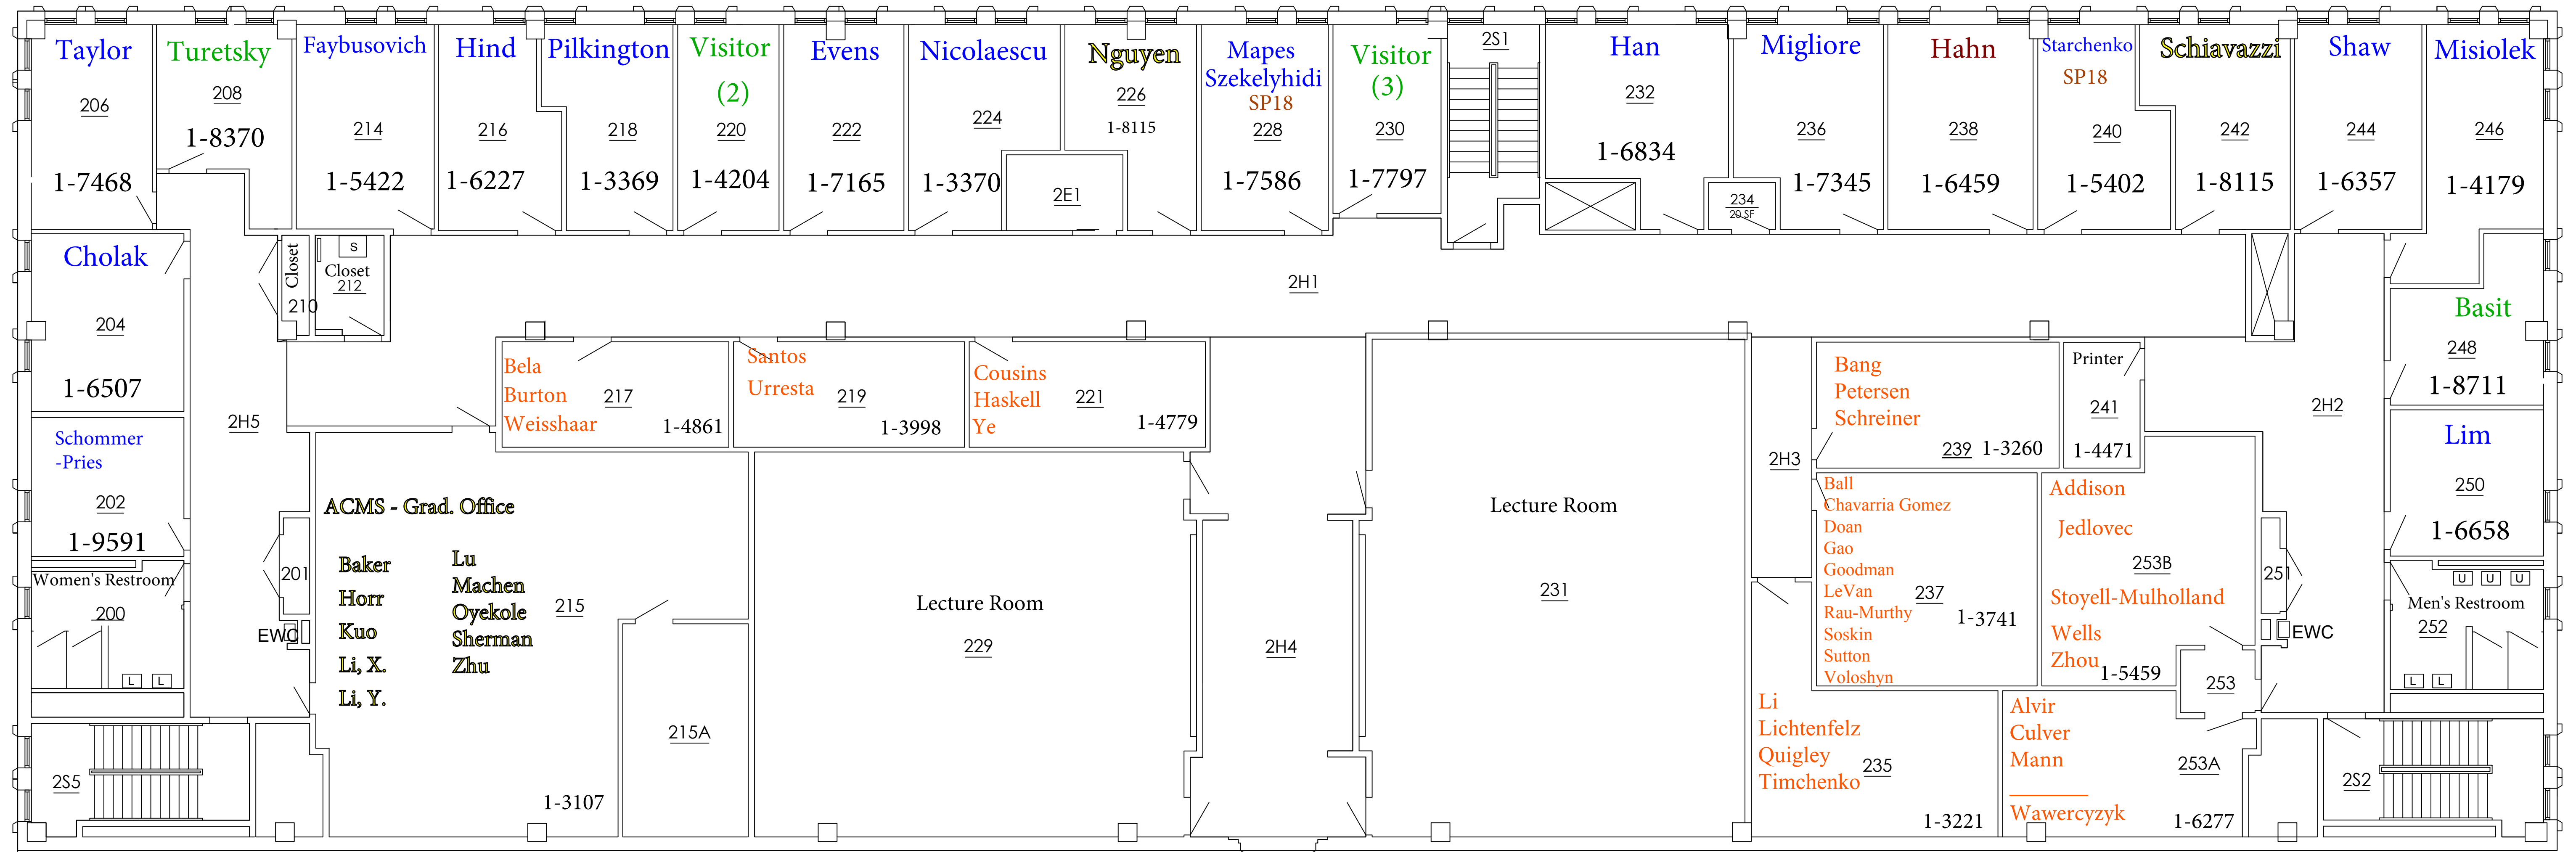 Taylor
206
1-7468
Turetsky
208
1-8370
Faybusovich
214
1-5422
Hind
216
1-6227
Pilkington
218
1-3369
Visitor
(2)
220
1-4204
Evens
222
1-7165
Nicolaescu
224
1-3370
2E1
Nguyen
226
1-8115
Mapes
Szekelyhidi
SP18
228
1-7586
Visitor
(3)
230
1-7797
2S1
Han
232
1-6834
234
20 SF
Migliore
236
1-7345
Hahn
238
1-6459
Starchenko
SP18
240
1-5402
Schiavazzi
242
1-8115
Shaw
244
1-6357
Misiolek
246
1-4179
Cholak
204
1-6507
Closet
210
S
Closet
212
2H1
Basit
248
1-8711
Schommer
-Pries
202
1-9591
2H5
Bela
Burton
Weisshaar
217
1-4861
Santos
Urresta
219
1-3998
Cousins
Haskell
Ye
221
1-4779
Bang
Petersen
Schreiner
239 1-3260
Printer
241
1-4471
2H3
2H2
Lim
250
1-6658
Women's Restroom
200
L L
201
EWC
ACMS - Grad. Office
Baker
Horr
Kuo
Li, X.
Li, Y.
Lu
Machen
Oyekole
Sherman
Zhu
215
1-3107
215A
Lecture Room
229
2H4
Lecture Room
231
Ball
Chavarria Gomez
Doan
Gao
Goodman
LeVan
Rau-Murthy
Soskin
Sutton
Voloshyn
237
1-3741
Addison
Jedlovec
253B
Stoyell-Mulholland
Wells
Zhou
1-5459
253
251
EWC
U U U
Men's Restroom
252
L L
2S5
Li
Lichtenfelz
Quigley
Timchenko
235
1-3221
Alvir
Culver
Mann
253A
Wawercyzyk
1-6277
2S2